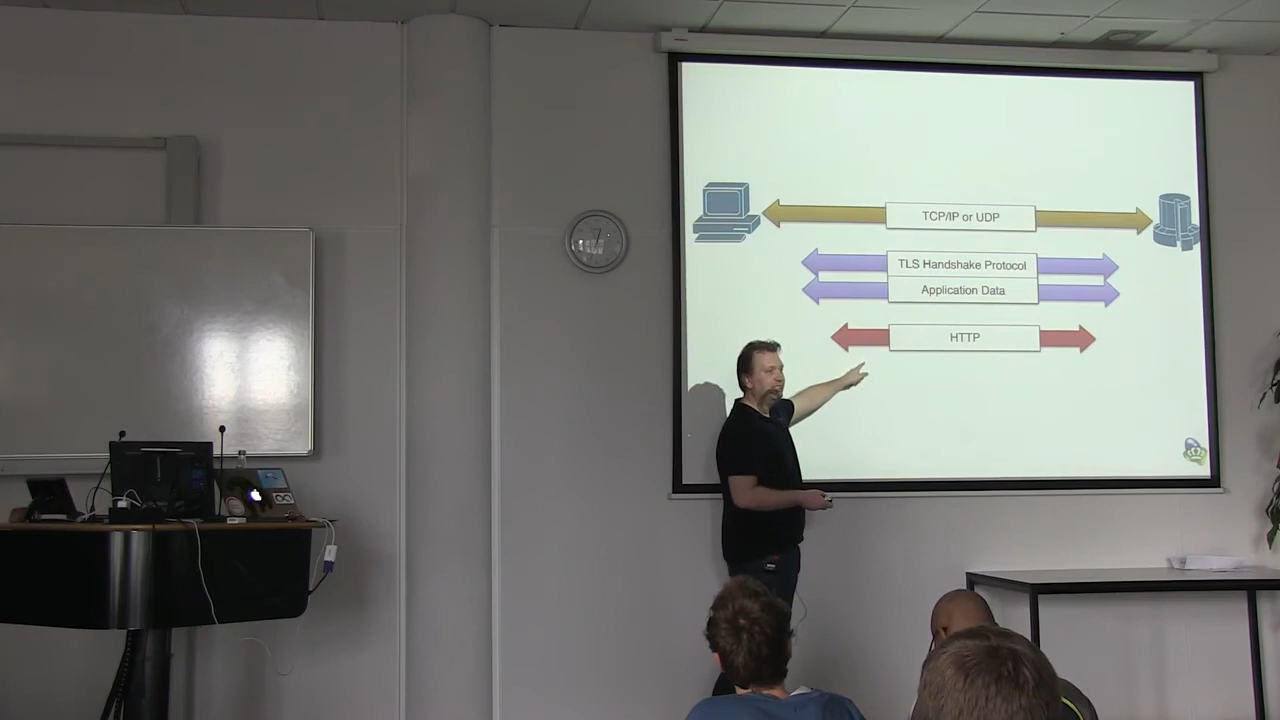 TCP/IP or UDP
TLS Handshake Protocol
Application Data
HTTP